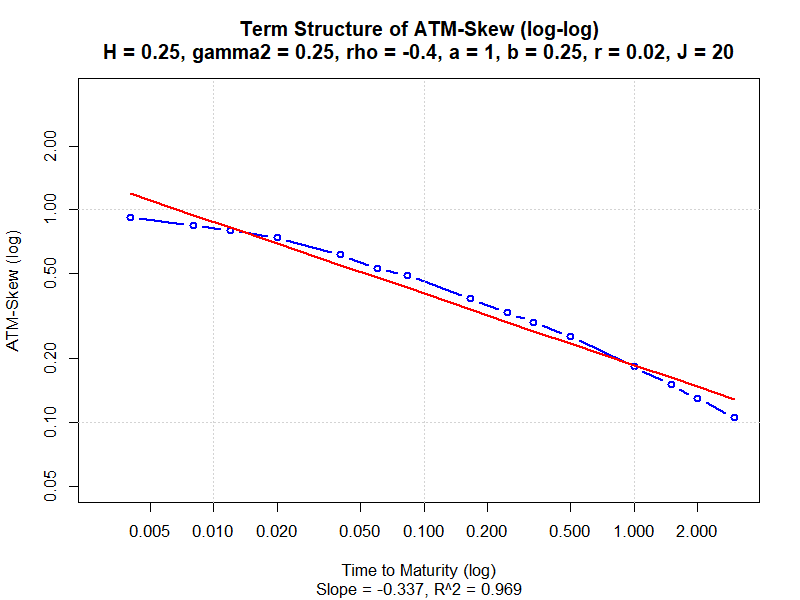 Term Structure of ATM-Skew (log-log)
H = 0.25, gamma2 = 0.25, rho = -0.4, a = 1, b = 0.25, r = 0.02, J = 20
ATM-Skew (log)
2.00
1.00
0.50
0.20
0.10
0.05
0.005 0.010 0.020 0.050 0.100 0.200 0.500 1.000 2.000
Time to Maturity (log)
Slope = -0.337, R^2 = 0.969